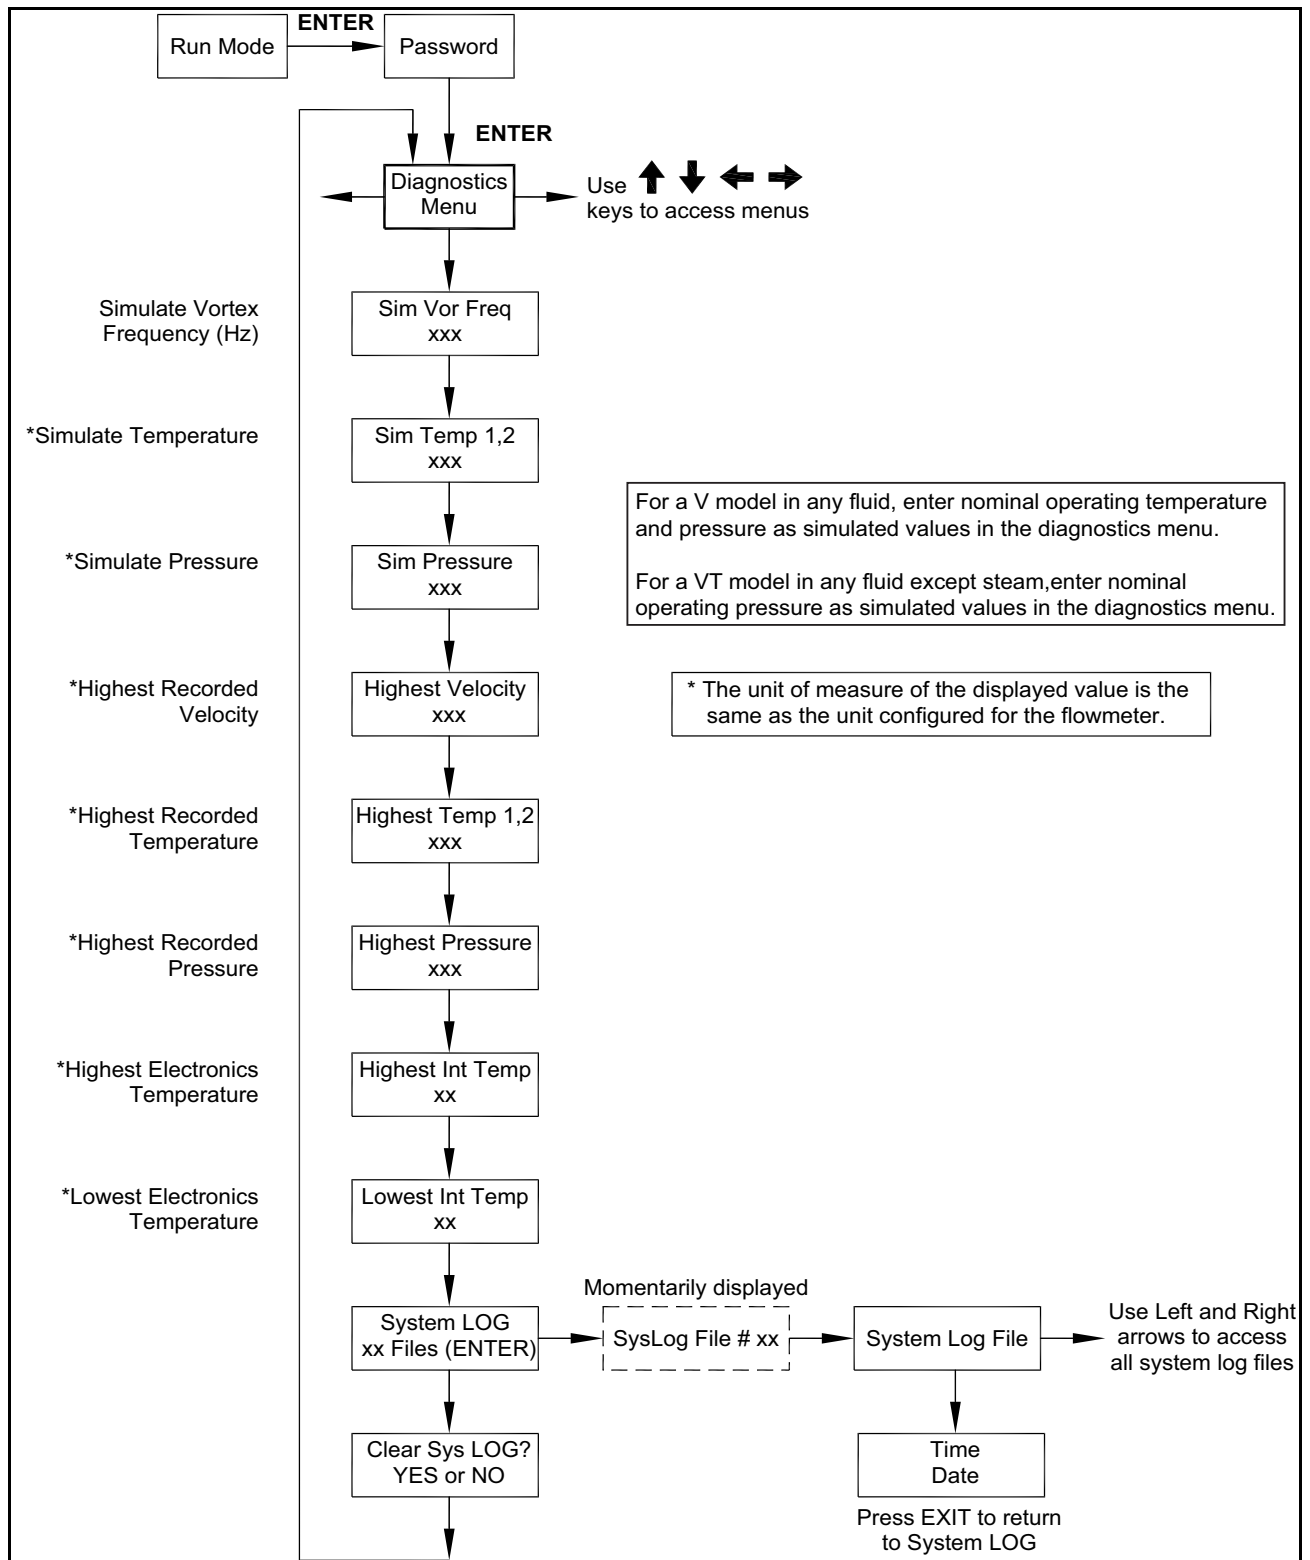 ENTER
Run Mode
Password
ENTER
Diagnostics
Menu
Use
keys to access menus
Simulate Vortex
Frequency (Hz)
Sim Vor Freq
xxx
*Simulate Temperature
Sim Temp 1,2
xxx
For a V model in any fluid, enter nominal operating temperature
and pressure as simulated values in the diagnostics menu.
For a VT model in any fluid except steam,enter nominal
operating pressure as simulated values in the diagnostics menu.
*Simulate Pressure
Sim Pressure
xxx
*Highest Recorded
Velocity
Highest Velocity
xxx
* The unit of measure of the displayed value is the
same as the unit configured for the flowmeter.
*Highest Recorded
Temperature
Highest Temp 1,2
xxx
*Highest Recorded
Pressure
Highest Pressure
xxx
*Highest Electronics
Temperature
Highest Int Temp
xx
*Lowest Electronics
Temperature
Lowest Int Temp
xx
System LOG
xx Files (ENTER)
Momentarily displayed
SysLog File # xx
System Log File
Use Left and Right
arrows to access
all system log files
Clear Sys LOG?
YES or NO
Time
Date
Press EXIT to return
to System LOG